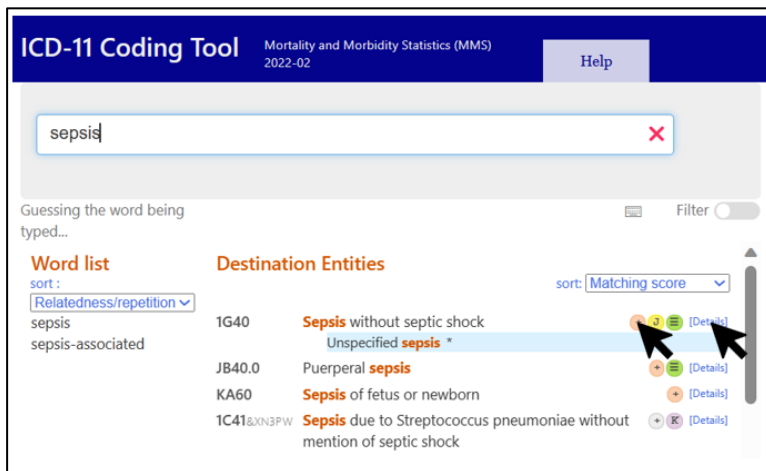 ICD-11 Coding Tool
Mortality and Morbidity Statistics (MMS)
2022-02
Help
sepsis
Guessing the word being
typed...
Filter
Word list
sort :
Relatedness/repetition
sepsis
sepsis-associated
Destination Entities
sort: Matching score
1G40 Sepsis without septic shock + J [Details]
Unspecified sepsis *
JB40.0 Puerperal sepsis + [Details]
KA60 Sepsis of fetus or newborn + [Details]
1C41&XN3PW Sepsis due to Streptococcus pneumoniae without + K [Details]
mention of septic shock